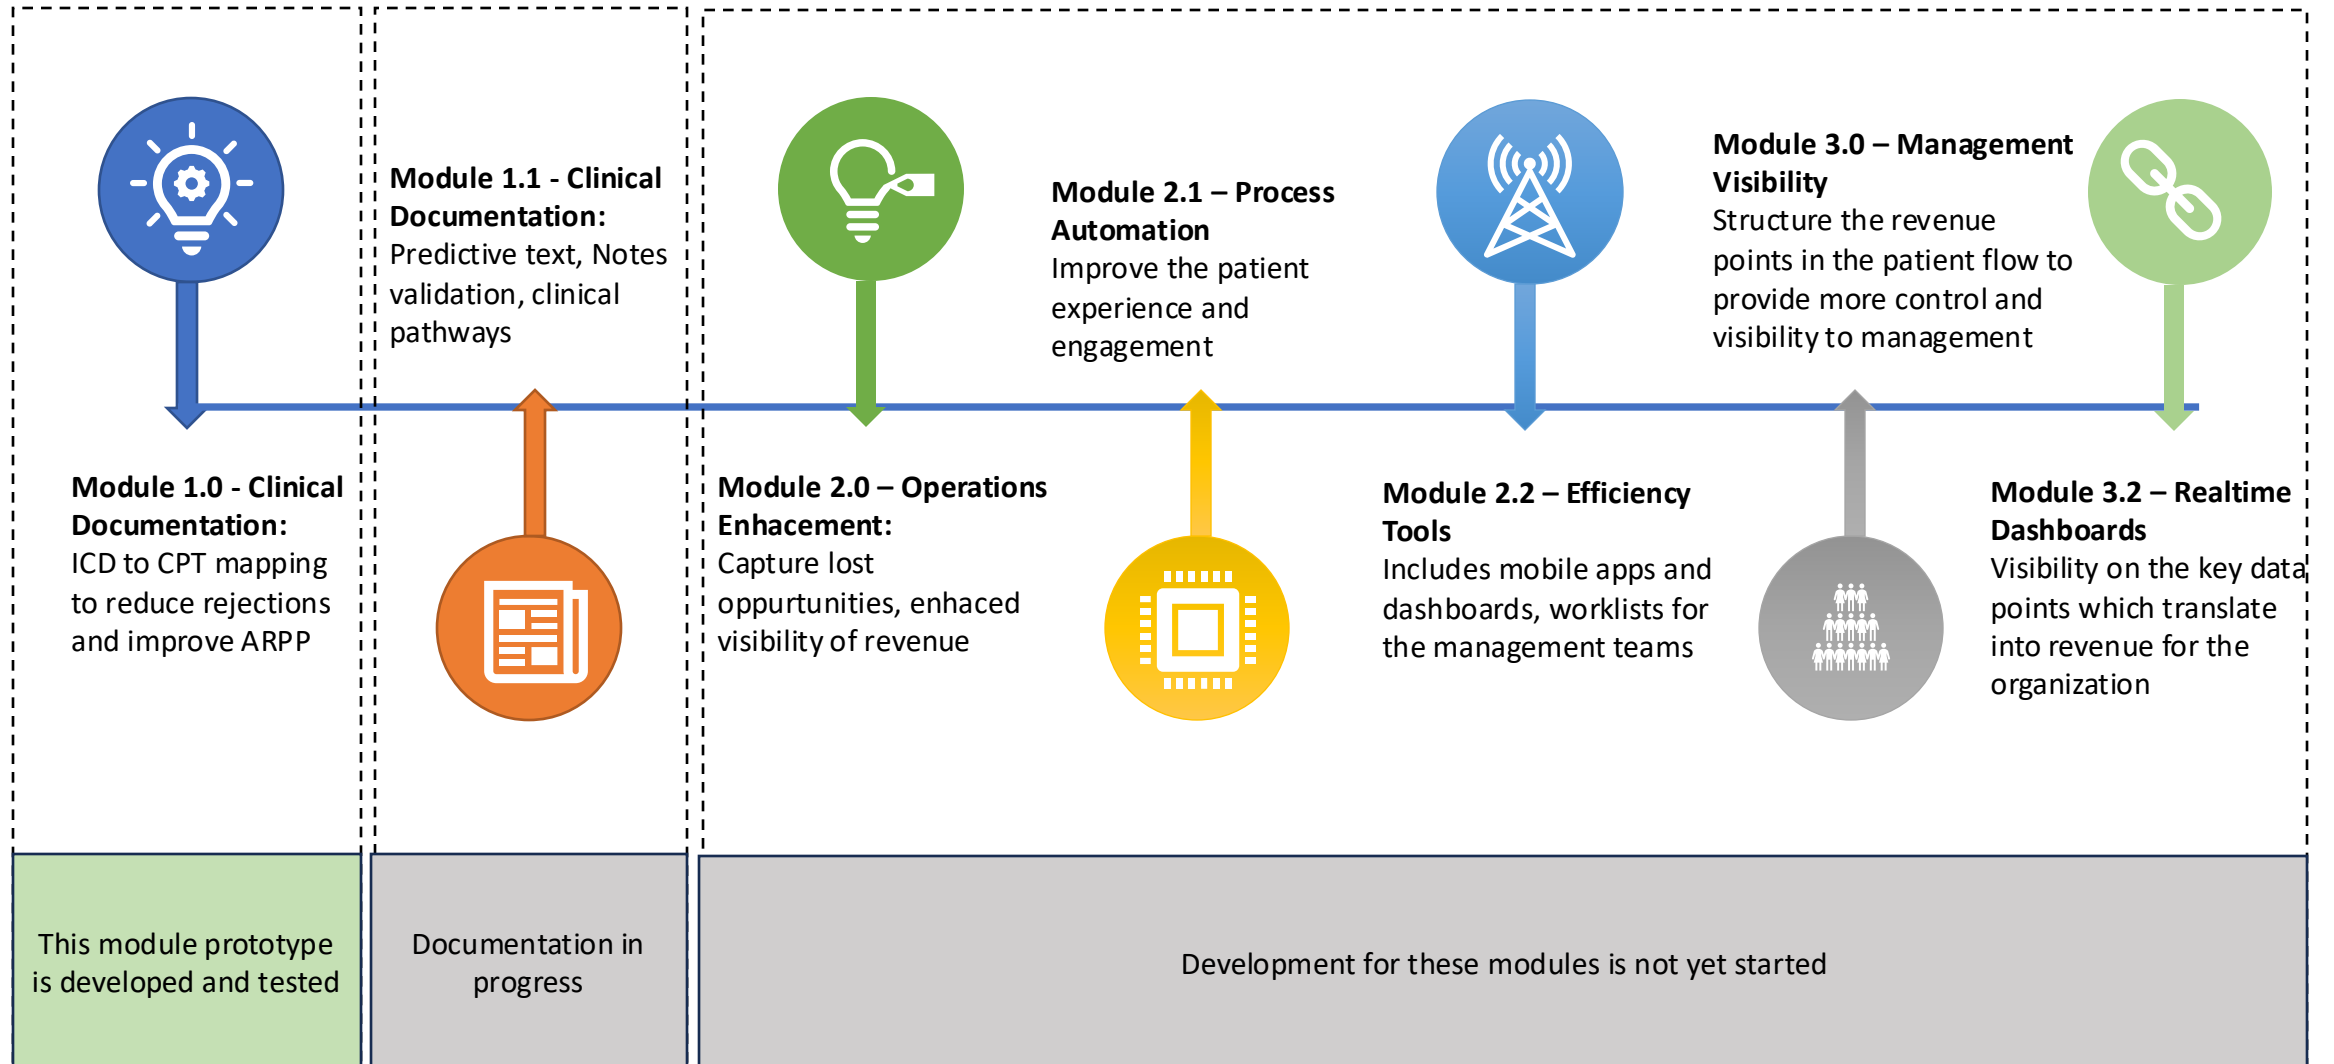 Module 1.0 - Clinical
Documentation:
ICD to CPT mapping
to reduce rejections
and improve ARPP
Module 1.1 - Clinical
Documentation:
Predictive text, Notes
validation, clinical
pathways
Module 2.0 – Operations
Enhacement:
Capture lost
oppurtunities, enhaced
visibility of revenue
Module 2.1 – Process
Automation
Improve the patient
experience and
engagement
Module 2.2 – Efficiency
Tools
Includes mobile apps and
dashboards, worklists for
the management teams
Module 3.0 – Management
Visibility
Structure the revenue
points in the patient flow to
provide more control and
visibility to management
Module 3.2 – Realtime
Dashboards
Visibility on the key data
points which translate
into revenue for the
organization
This module prototype
is developed and tested
Documentation in
progress
Development for these modules is not yet started